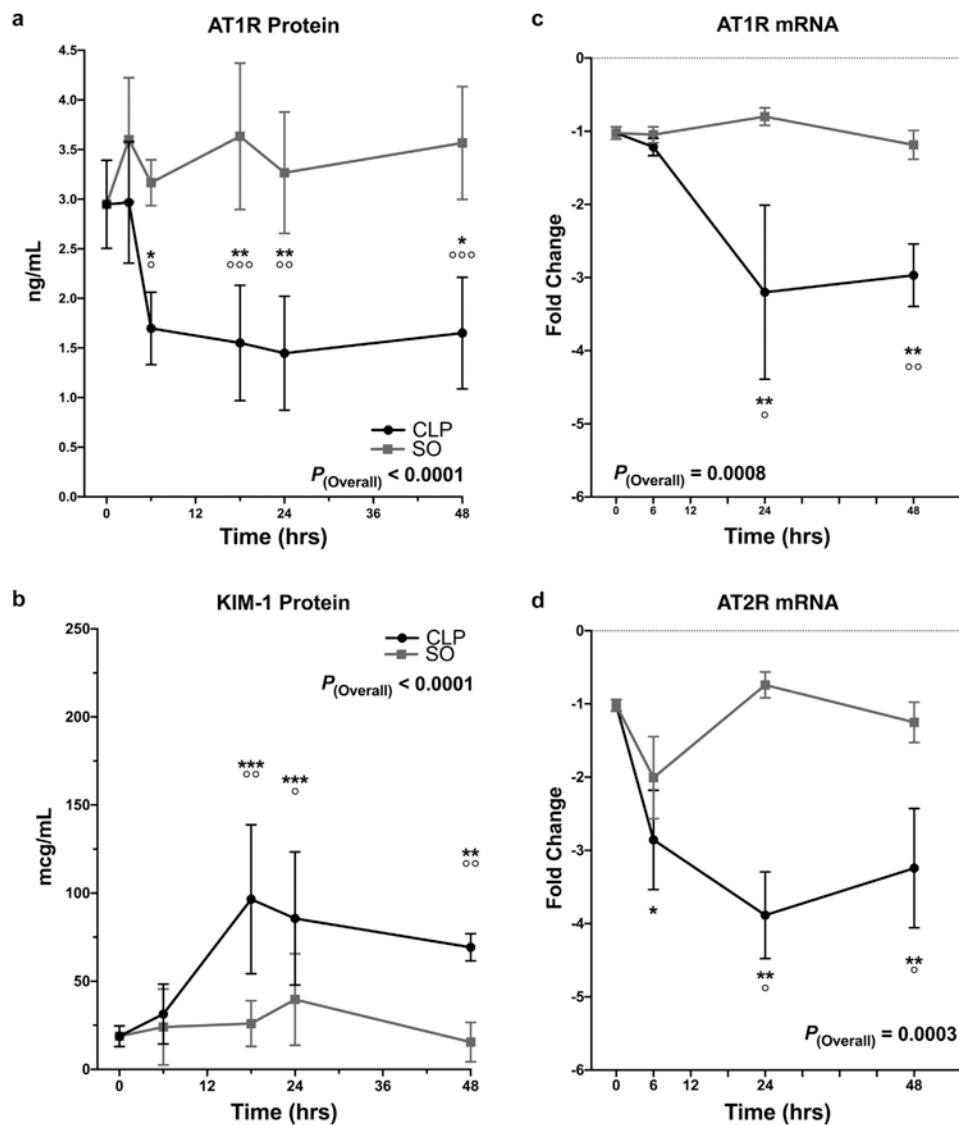 a
AT1R Protein
4.5
4.0
3.5
3.0
2.5
2.0
1.5
1.0
0.5
0.0
ng/mL
*
°
**
°°°
**
°°
*
°°°
CLP
SO
P(Overall) < 0.0001
0 12 24 36 48
Time (hrs)
c
AT1R mRNA
0
-1
-2
-3
-4
-5
-6
Fold Change
**
°
**
°°
P(Overall) = 0.0008
0 6 12 24 48
Time (hrs)
b
KIM-1 Protein
250
200
150
100
50
0
mcg/mL
CLP
SO
P(Overall) < 0.0001
***
°°
***
°
**
°°
0 12 24 36 48
Time (hrs)
d
AT2R mRNA
0
-1
-2
-3
-4
-5
-6
Fold Change
*
**
°
**
°
P(Overall) = 0.0003
0 6 12 24 48
Time (hrs)